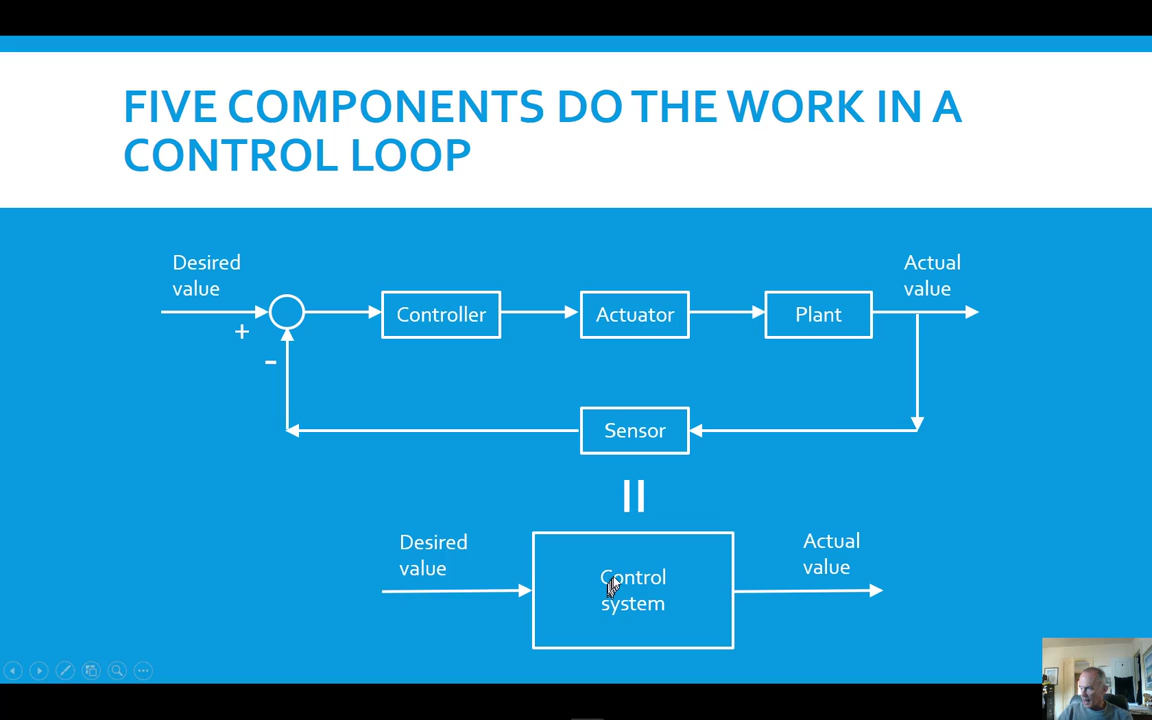 FIVE COMPONENTS DO THE WORK IN A
CONTROL LOOP
Desired
value
Actual
value
+
-
Controller
Actuator
Plant
Sensor
=
Desired
value
Control
system
Actual
value